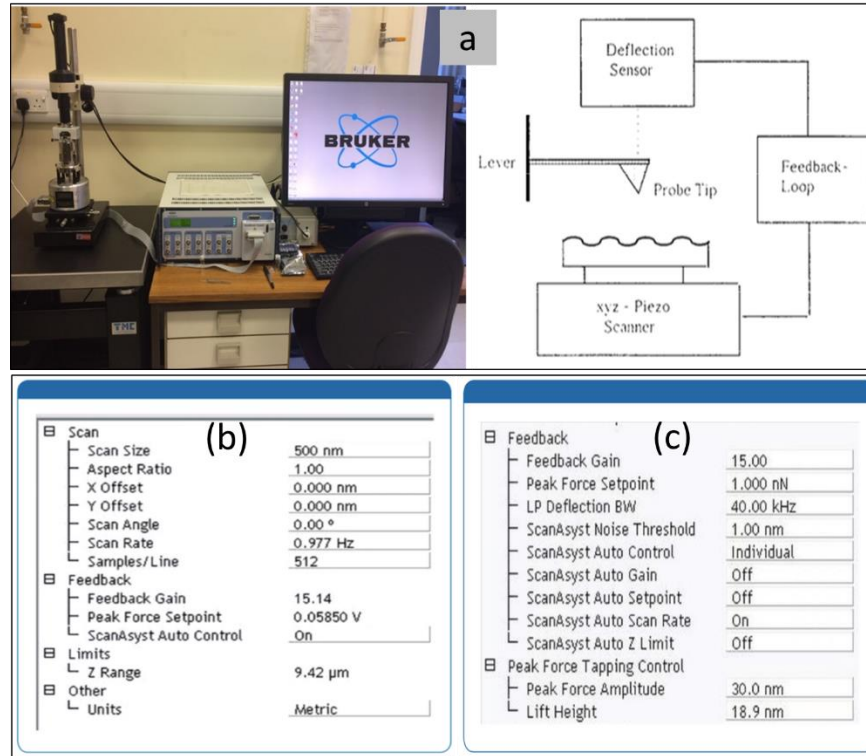 a
BRUKER
TMC
Deflection
Sensor
Lever
Probe Tip
Feedback-
Loop
xyz - Piezo
Scanner
(b)
Scan
Scan Size 500 nm
Aspect Ratio 1.00
X Offset 0.000 nm
Y Offset 0.000 nm
Scan Angle 0.00 º
Scan Rate 0.977 Hz
Samples/Line 512
Feedback
Feedback Gain 15.14
Peak Force Setpoint 0.05850 V
ScanAsyst Auto Control On
Limits
Z Range 9.42 µm
Other
Units Metric
(c)
Feedback
Feedback Gain 15.00
Peak Force Setpoint 1.000 nN
LP Deflection BW 40.00 kHz
ScanAsyst Noise Threshold 1.00 nm
ScanAsyst Auto Control Individual
ScanAsyst Auto Gain Off
ScanAsyst Auto Setpoint Off
ScanAsyst Auto Scan Rate On
ScanAsyst Auto Z Limit Off
Peak Force Tapping Control
Peak Force Amplitude 30.0 nm
Lift Height 18.9 nm